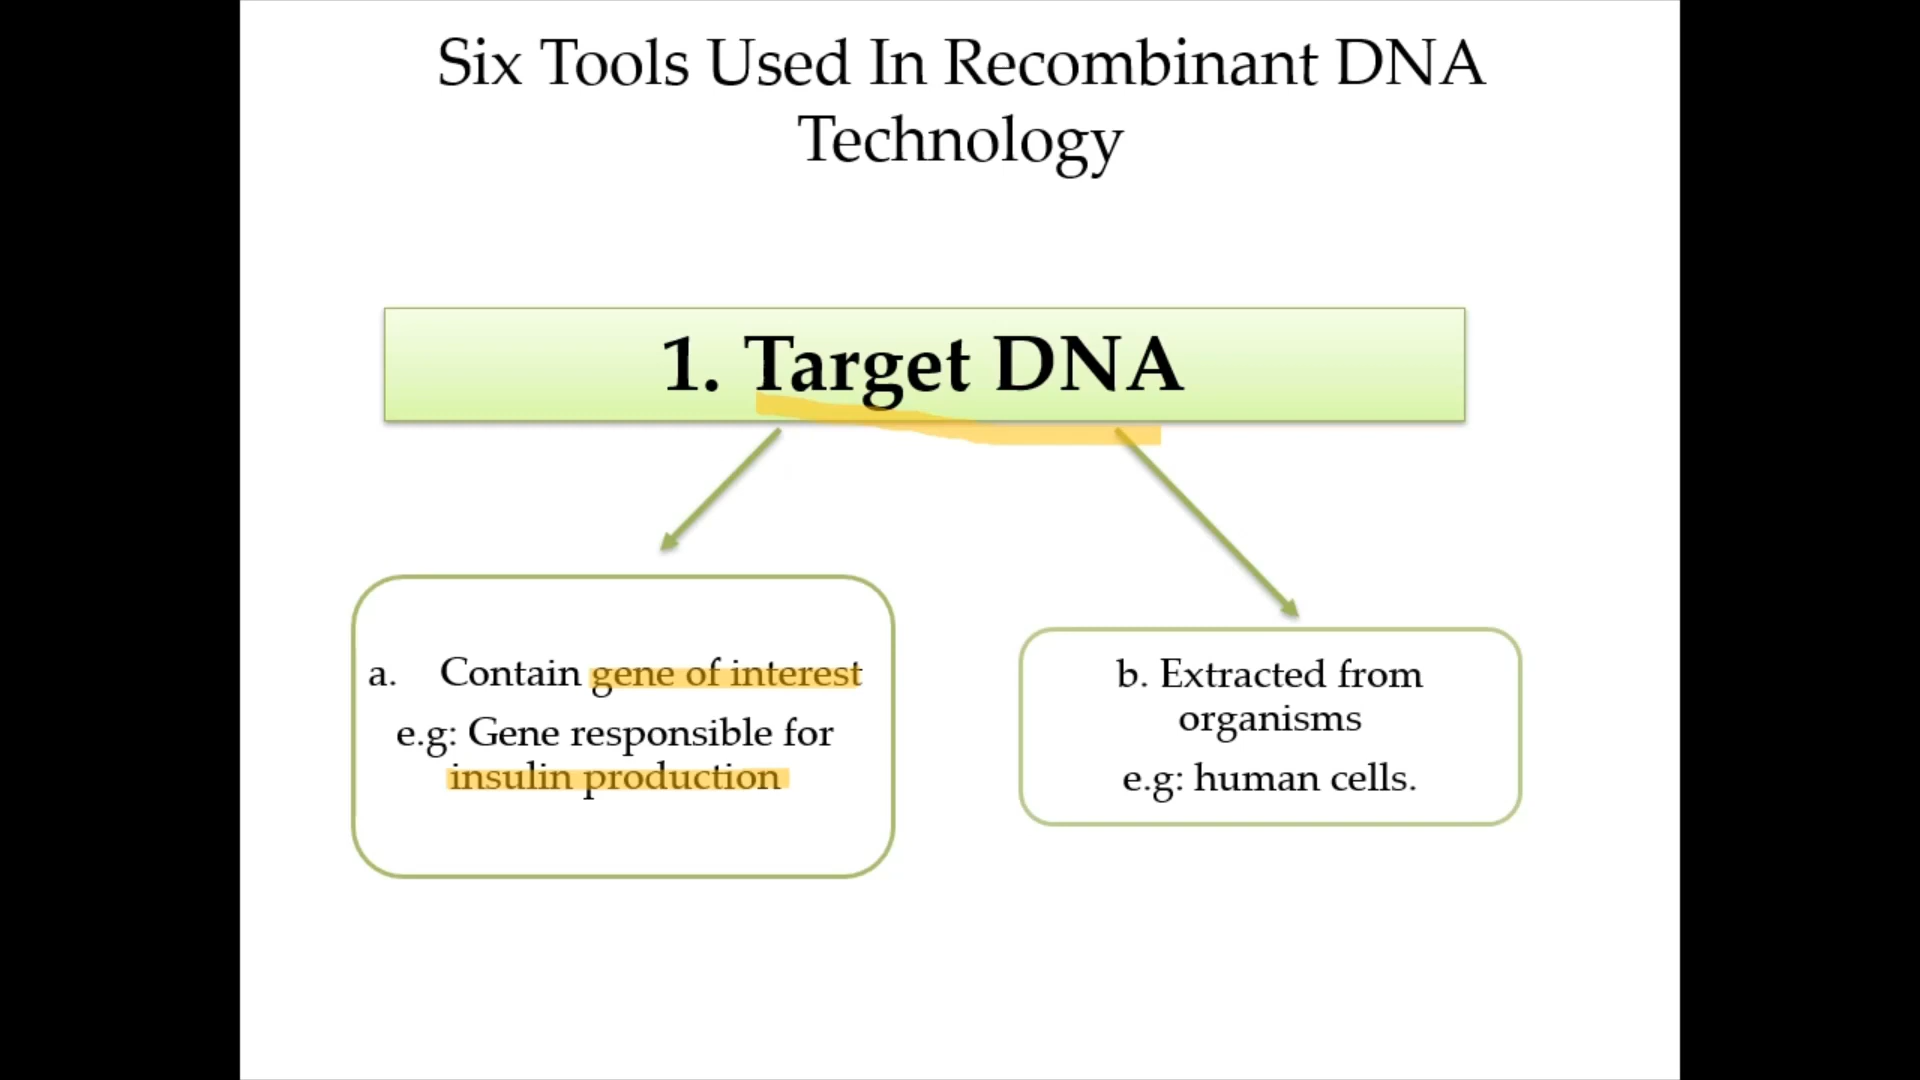 Six Tools Used In Recombinant DNA
Technology
1. Target DNA
a. Contain gene of interest
e.g: Gene responsible for
insulin production
b. Extracted from
organisms
e.g: human cells.